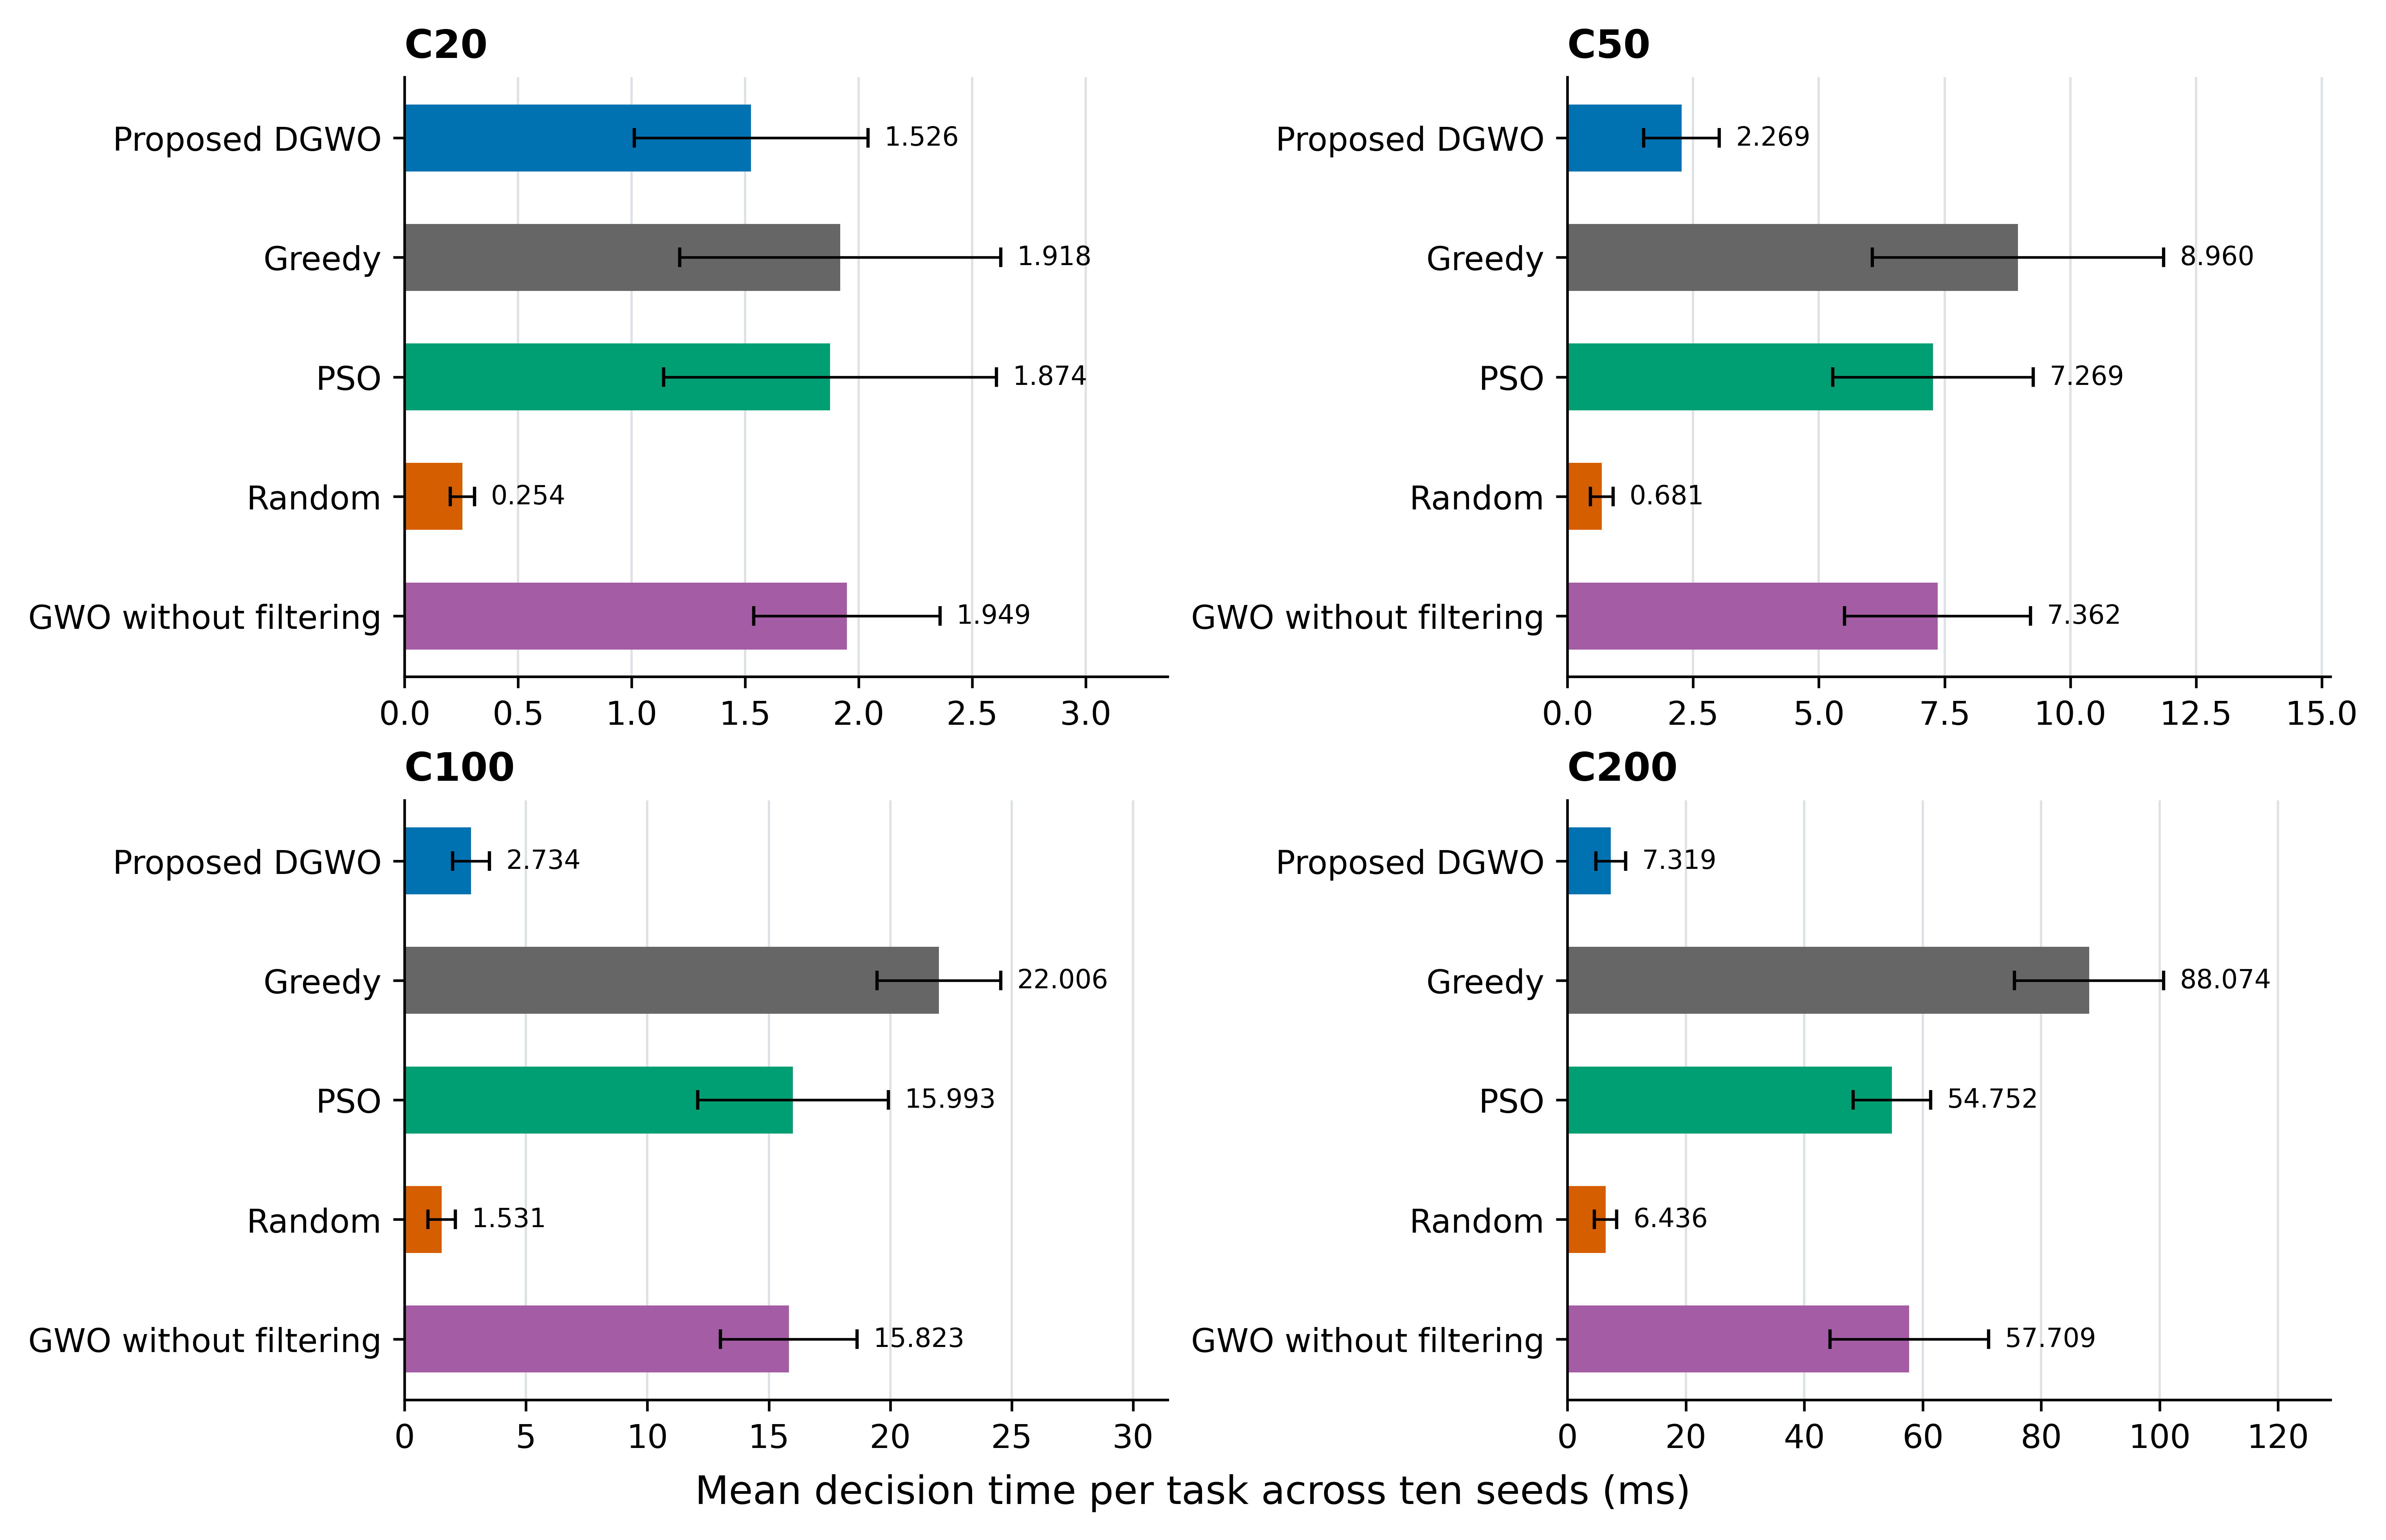 C20
Proposed DGWO
1.526
Greedy
1.918
PSO
1.874
Random
0.254
GWO without filtering
1.949
0.0 0.5 1.0 1.5 2.0 2.5 3.0
C50
Proposed DGWO
2.269
Greedy
8.960
PSO
7.269
Random
0.681
GWO without filtering
7.362
0.0 2.5 5.0 7.5 10.0 12.5 15.0
C100
Proposed DGWO
2.734
Greedy
22.006
PSO
15.993
Random
1.531
GWO without filtering
15.823
0 5 10 15 20 25 30
C200
Proposed DGWO
7.319
Greedy
88.074
PSO
54.752
Random
6.436
GWO without filtering
57.709
0 20 40 60 80 100 120
Mean decision time per task across ten seeds (ms)